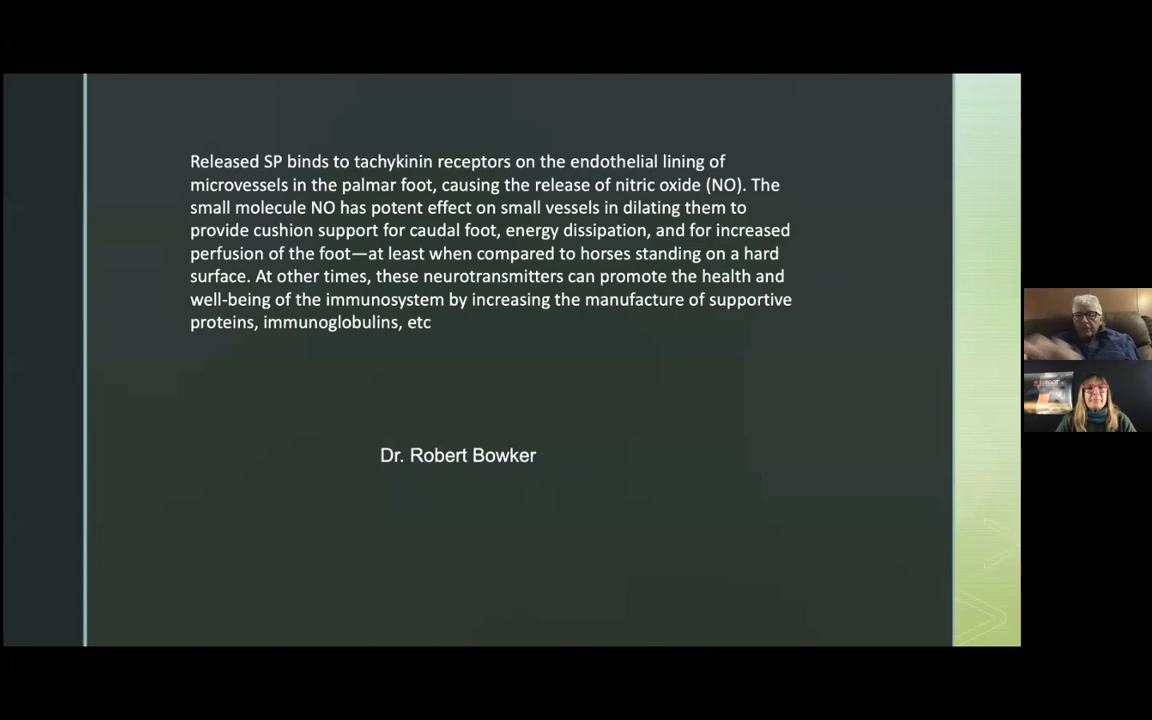 Released SP binds to tachykinin receptors on the endothelial lining of
microvessels in the palmar foot, causing the release of nitric oxide (NO). The
small molecule NO has potent effect on small vessels in dilating them to
provide cushion support for caudal foot, energy dissipation, and for increased
perfusion of the foot—at least when compared to horses standing on a hard
surface. At other times, these neurotransmitters can promote the health and
well-being of the immunosystem by increasing the manufacture of supportive
proteins, immunoglobulins, etc
Dr. Robert Bowker